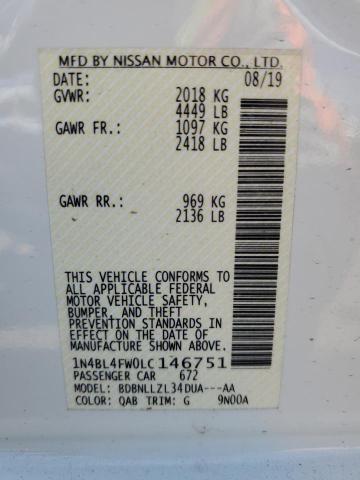 MFD BY NISSAN MOTOR CO., LTD.
DATE: 08/19
GVWR: 2018 KG
4449 LB
GAWR FR.: 1097 KG
2418 LB
GAWR RR.: 969 KG
2136 LB
THIS VEHICLE CONFORMS TO
ALL APPLICABLE FEDERAL
MOTOR VEHICLE SAFETY,
BUMPER, AND THEFT
PREVENTION STANDARDS
IN EFFECT ON THE
DATE OF MANUFACTURE
MANUFACTURE SHOWN ABOVE.
1N4BL4FW0LC146751
PASSENGER CAR 672
MODEL: BDBNLLZL34DUA---AA
COLOR: QAB TRIM: G 9N00A